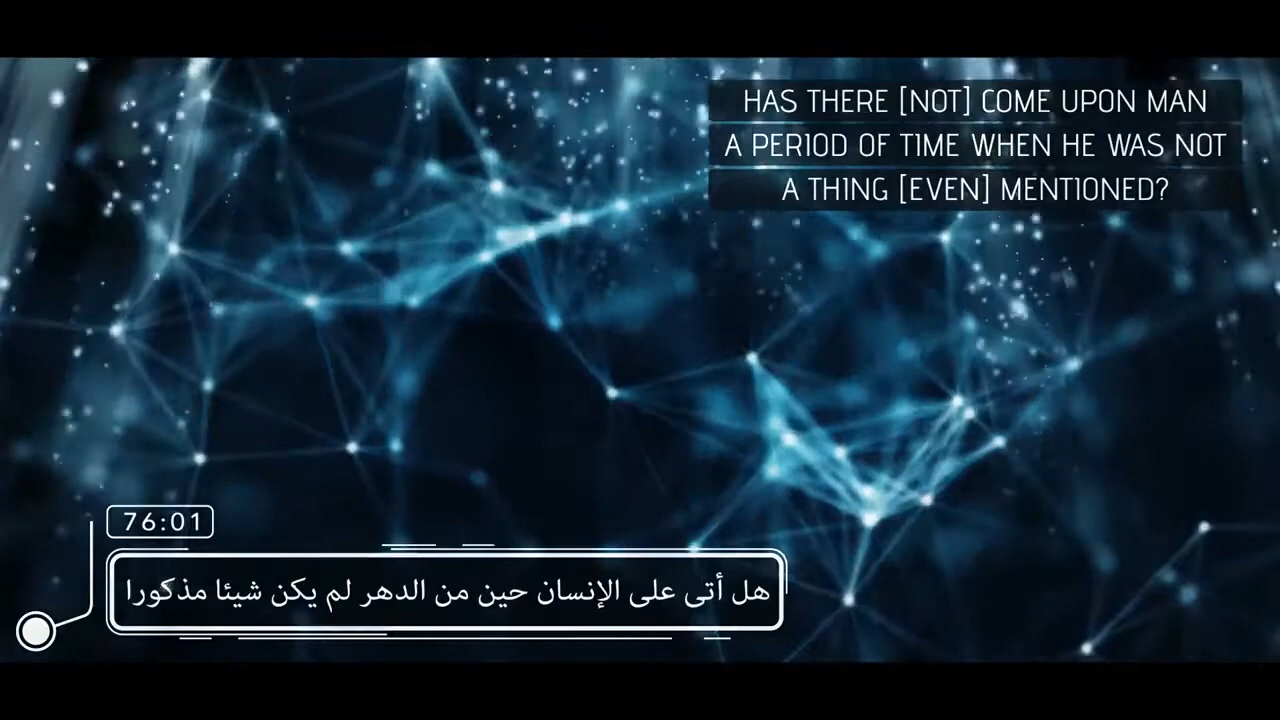 HAS THERE [NOT] COME UPON MAN
A PERIOD OF TIME WHEN HE WAS NOT
A THING [EVEN] MENTIONED?
76:01
هل أتى على الإنسان حين من الدهر لم يكن شيئا مذكورا